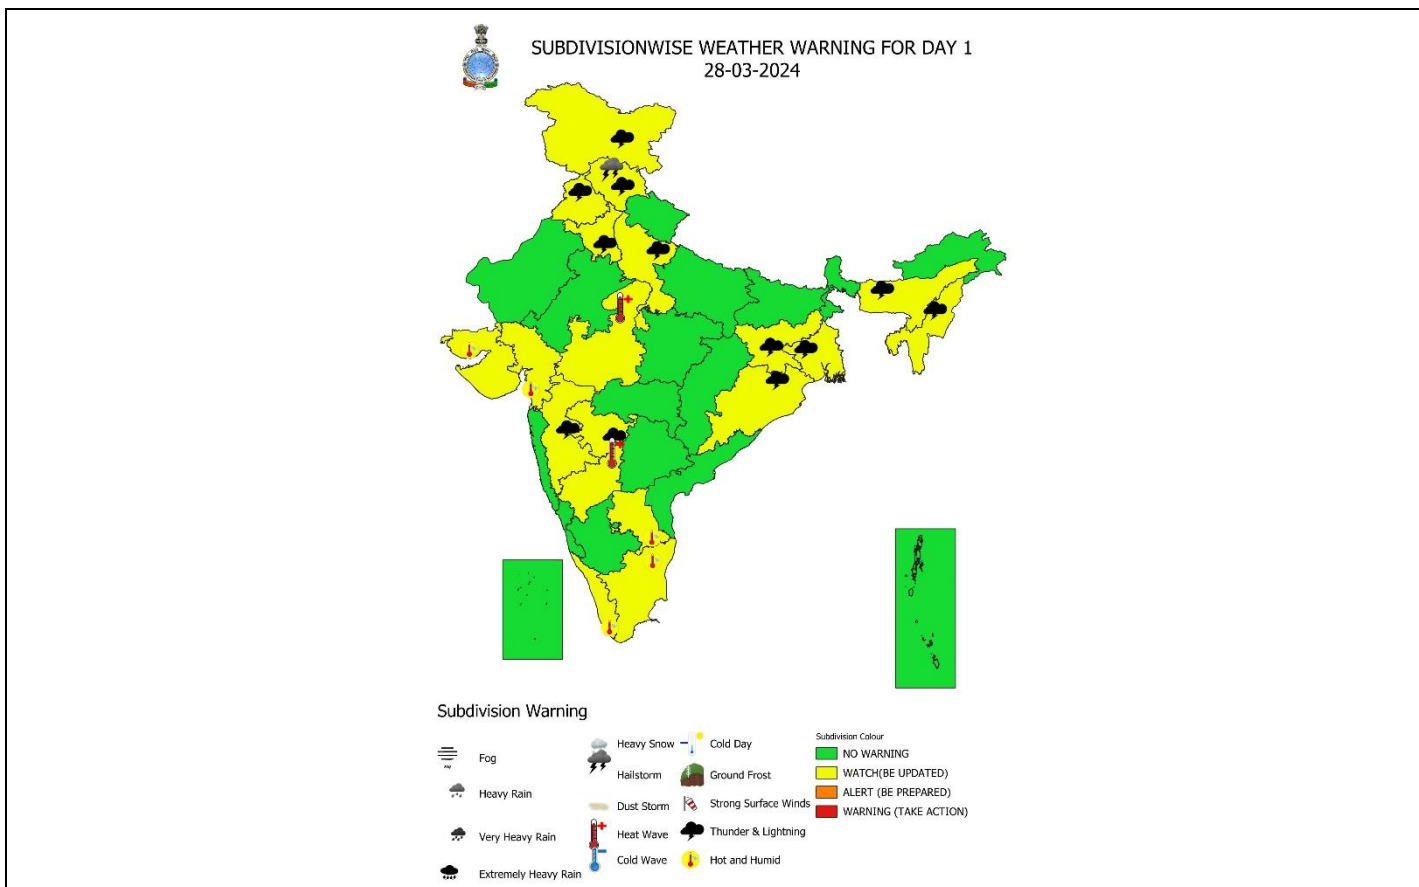 SUBDIVISIONWISE WEATHER WARNING FOR DAY 1
28-03-2024
Subdivision Warning
Fog
Heavy Rain
Very Heavy Rain
Extremely Heavy Rain
Heavy Snow
Hailstorm
Dust Storm
Heat Wave
Cold Wave
Cold Day
Ground Frost
Strong Surface Winds
Thunder & Lightning
Hot and Humid
Subdivision Colour
NO WARNING
WATCH(BE UPDATED)
ALERT (BE PREPARED)
WARNING (TAKE ACTION)